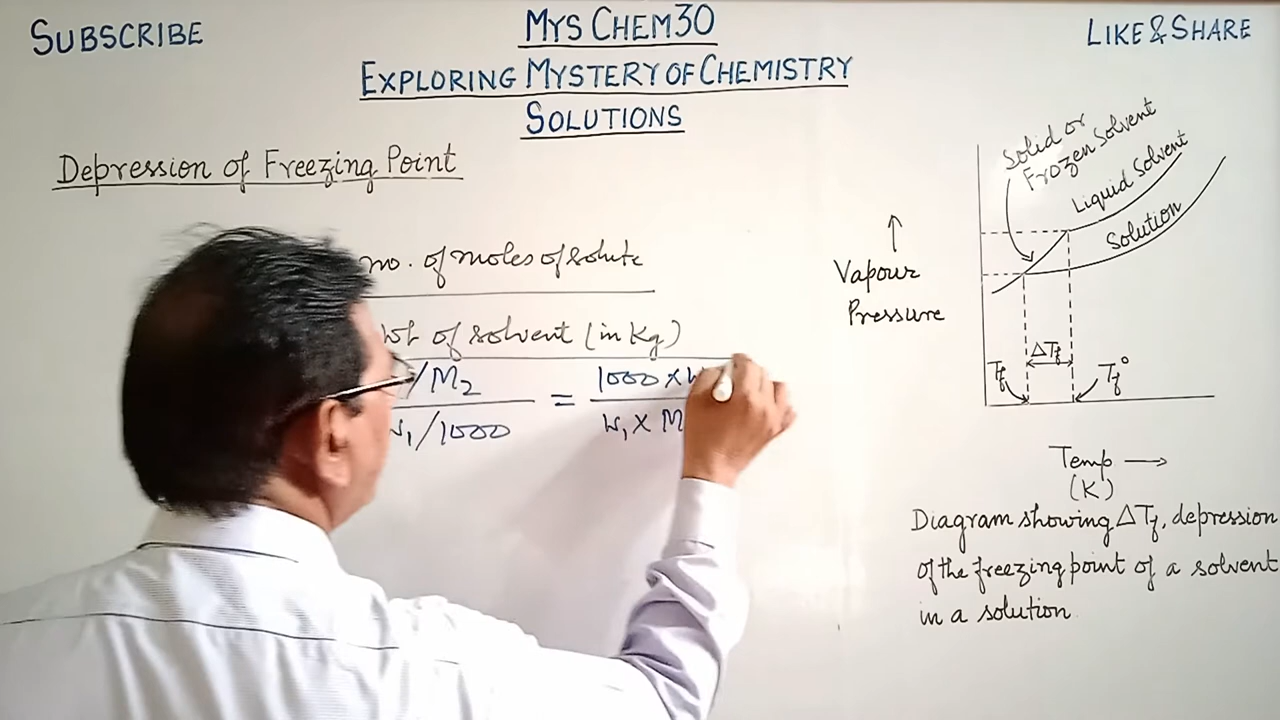 SUBSCRIBE
MYS CHEM30
LIKE & SHARE
EXPLORING MYSTERY OF CHEMISTRY
SOLUTIONS
Depression of Freezing Point
no. of moles of solute
wt of solvent (in Kg)
/M₂
w₁/1000
=
1000 × w
w₁ × M
Solid or
Frozen Solvent
Liquid Solvent
Solution
↑
Vapour
Pressure
ΔTf
Tf
Tf°
Temp →
(K)
Diagram showing ΔTf, depression
of the freezing point of a solvent
in a solution